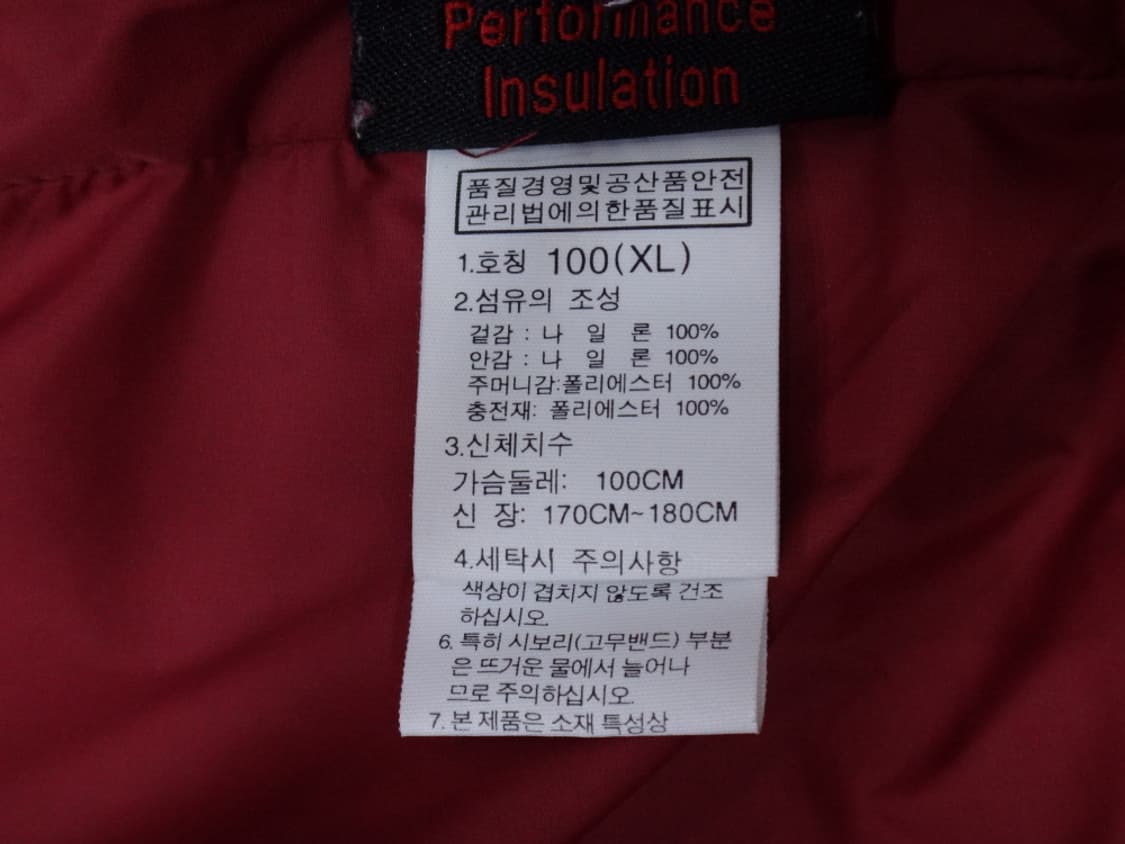 Performance
Insulation
품질경영및공산품안전
관리법에의한품질표시
1.호칭 100(XL)
2.섬유의 조성
겉감 : 나 일 론 100%
안감 : 나 일 론 100%
주머니감:폴리에스터 100%
충전재: 폴리에스터 100%
3.신체치수
가슴둘레: 100CM
신 장: 170CM~180CM
4.세탁시 주의사항
색상이 겹치지 않도록 건조
하십시오.
6. 특히 시보리(고무밴드) 부분
은 뜨거운 물에서 늘어나
므로 주의하십시오.
7. 본 제품은 소재 특성상